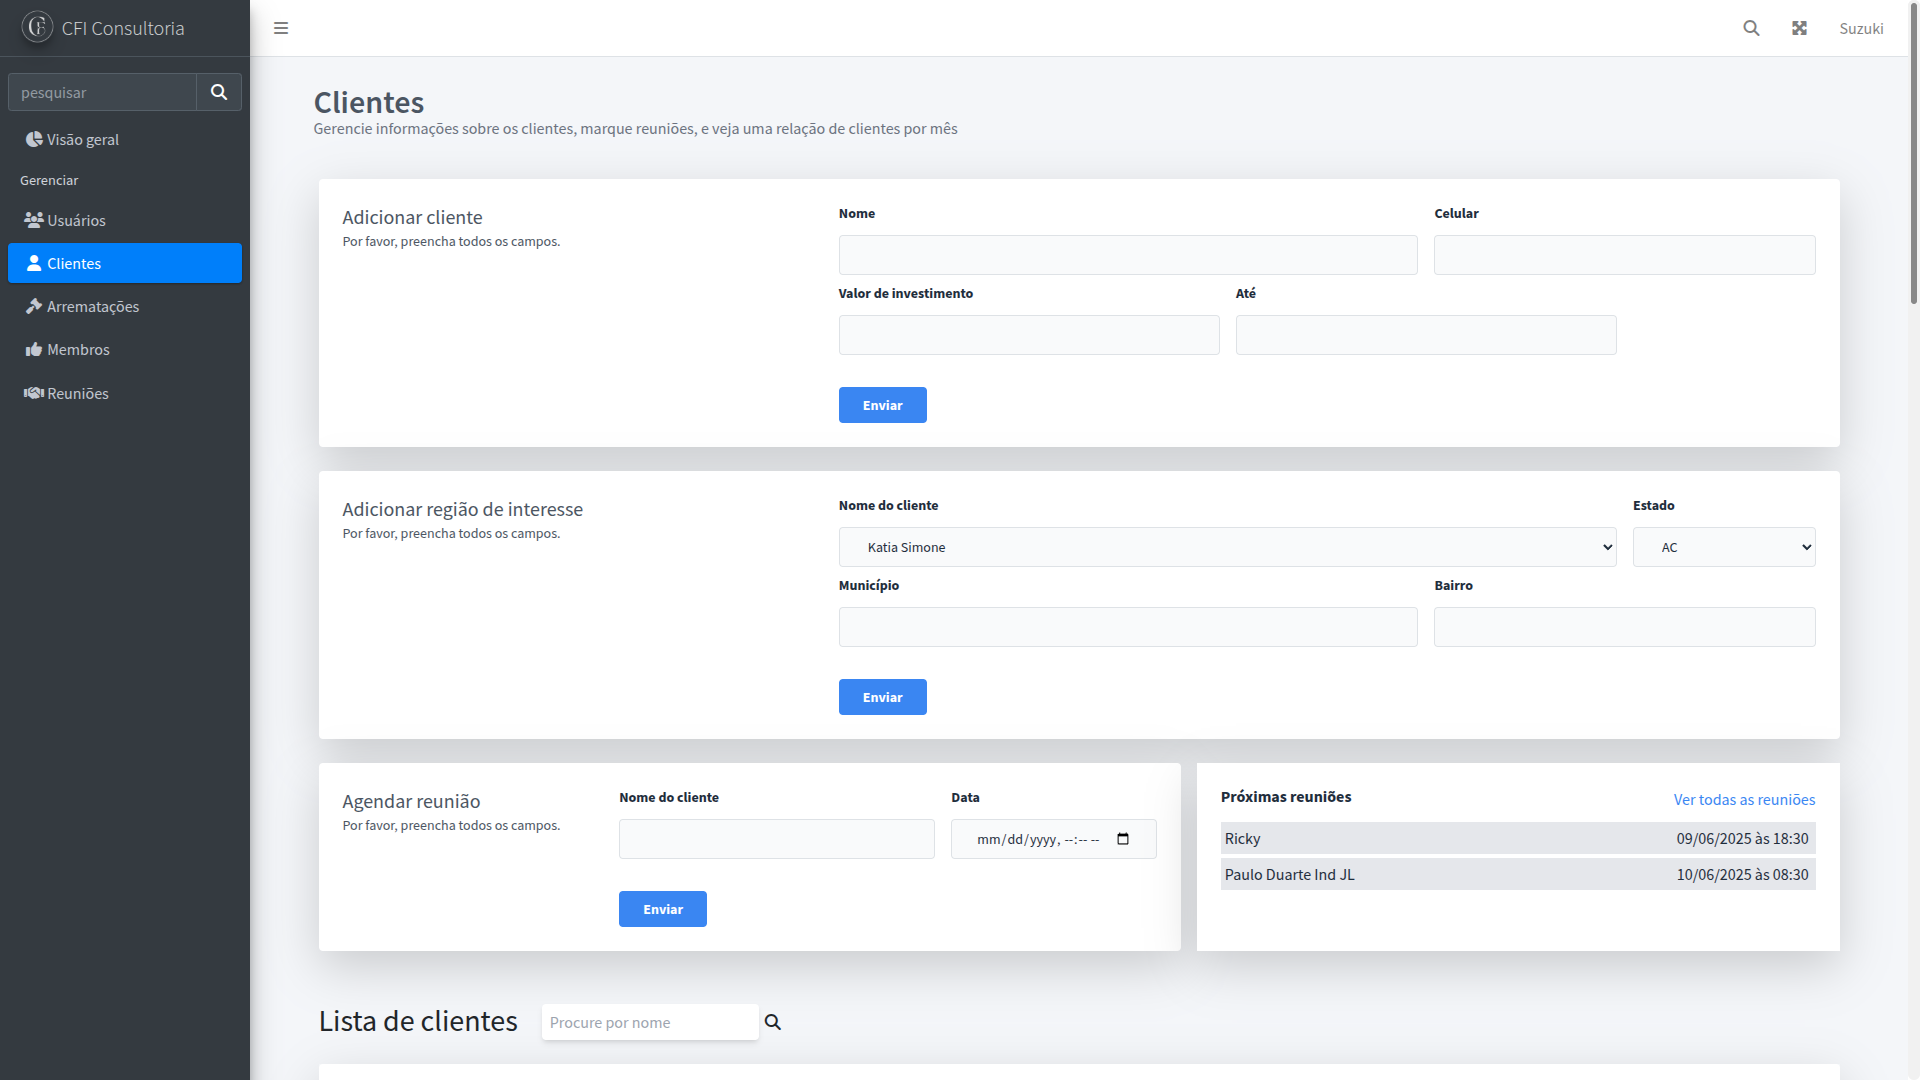 CFI Consultoria
Suzuki
pesquisar
Visão geral
Gerenciar
Usuários
Clientes
Arrematações
Membros
Reuniões
Clientes
Gerencie informações sobre os clientes, marque reuniões, e veja uma relação de clientes por mês
Adicionar cliente
Por favor, preencha todos os campos.
Nome
Celular
Valor de investimento
Até
Enviar
Adicionar região de interesse
Por favor, preencha todos os campos.
Nome do cliente
Estado
Katia Simone
AC
Município
Bairro
Enviar
Agendar reunião
Por favor, preencha todos os campos.
Nome do cliente
Data
mm/dd/yyyy, --:-- --
Enviar
Próximas reuniões
Ver todas as reuniões
Ricky 09/06/2025 às 18:30
Paulo Duarte Ind JL 10/06/2025 às 08:30
Lista de clientes
Procure por nome